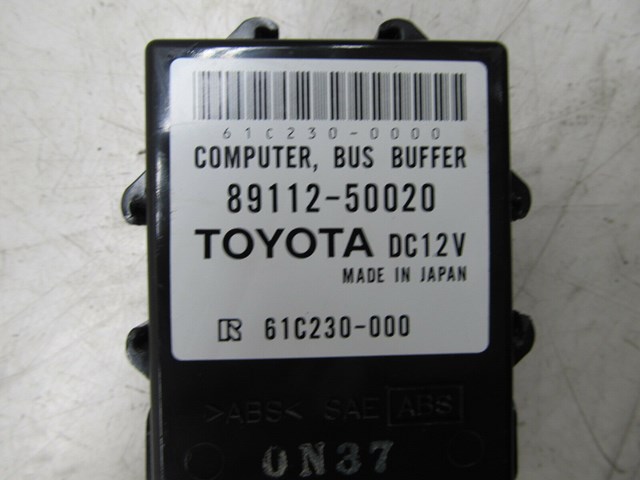 61C230-0000
COMPUTER, BUS BUFFER
89112-50020
TOYOTA DC12V
MADE IN JAPAN
R 61C230-000
>ABS< SAE ABS
0N37